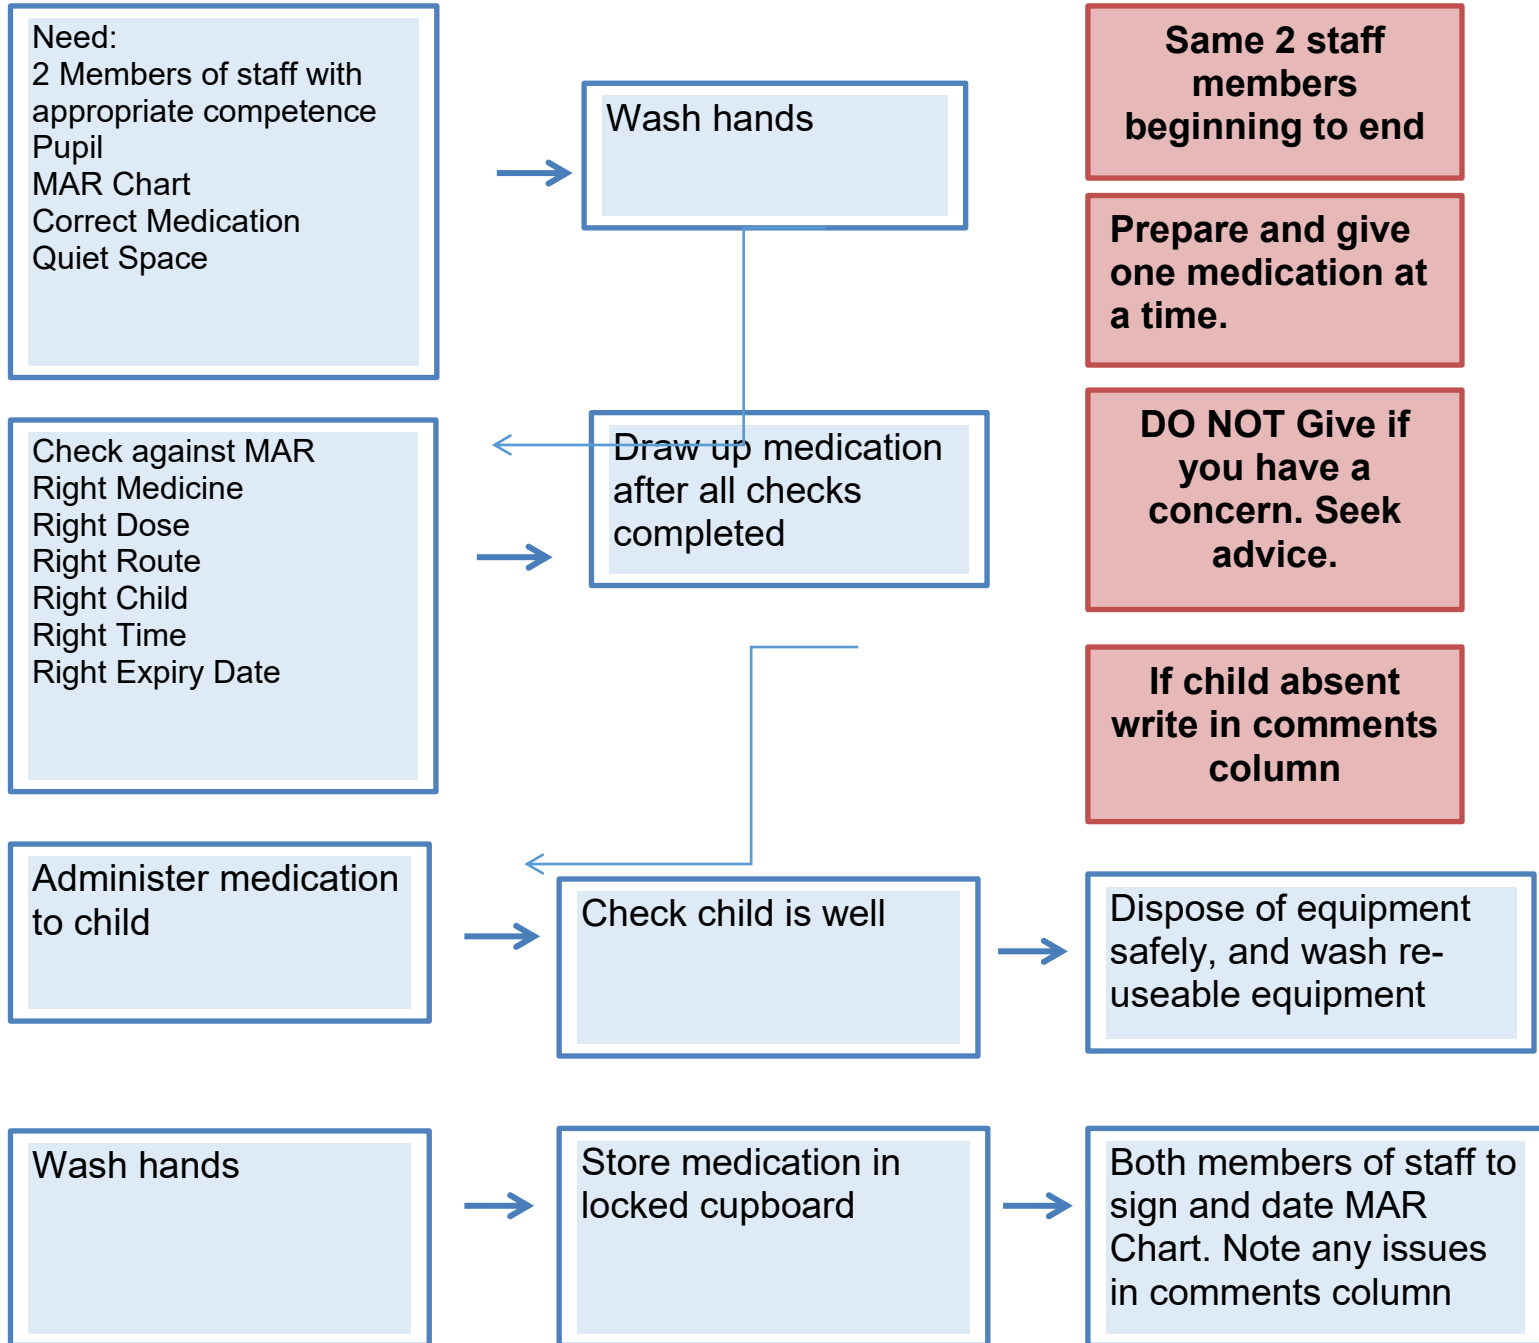 Need:
2 Members of staff with
appropriate competence
Pupil
MAR Chart
Correct Medication
Quiet Space
Wash hands
Same 2 staff
members
beginning to end
Prepare and give
one medication at
a time.
Check against MAR
Right Medicine
Right Dose
Right Route
Right Child
Right Time
Right Expiry Date
Draw up medication
after all checks
completed
DO NOT Give if
you have a
concern. Seek
advice.
If child absent
write in comments
column
Administer medication
to child
Check child is well
Dispose of equipment
safely, and wash re-
useable equipment
Wash hands
Store medication in
locked cupboard
Both members of staff to
sign and date MAR
Chart. Note any issues
in comments column